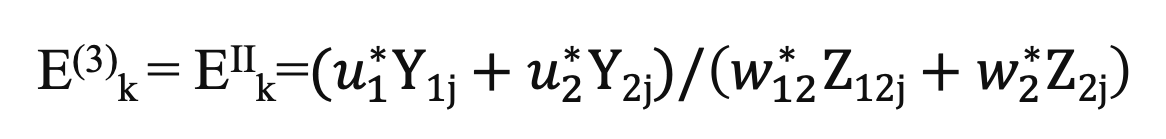 E⁽³⁾ₖ = Eᴵᴵₖ=(u₁*Y₁ⱼ + u₂*Y₂ⱼ)/(w₁₂*Z₁₂ⱼ + w₂*Z₂ⱼ)